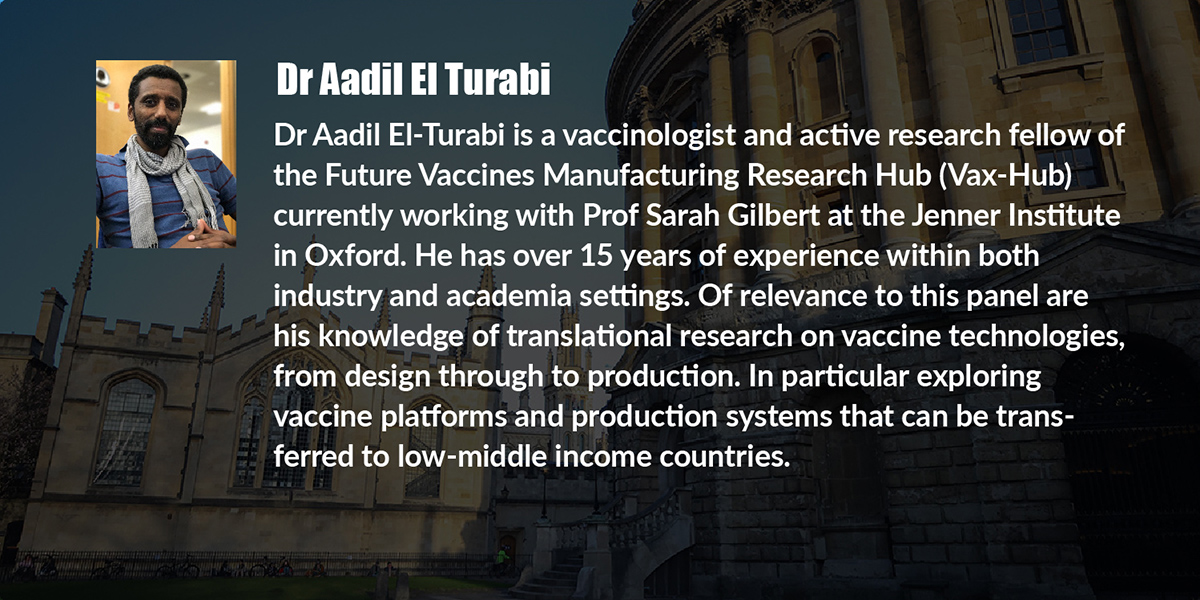 Dr Aadil El Turabi
Dr Aadil El-Turabi is a vaccinologist and active research fellow of
the Future Vaccines Manufacturing Research Hub (Vax-Hub)
currently working with Prof Sarah Gilbert at the Jenner Institute
in Oxford. He has over 15 years of experience within both
industry and academia settings. Of relevance to this panel are
his knowledge of translational research on vaccine technologies,
from design through to production. In particular exploring
vaccine platforms and production systems that can be trans-
ferred to low-middle income countries.